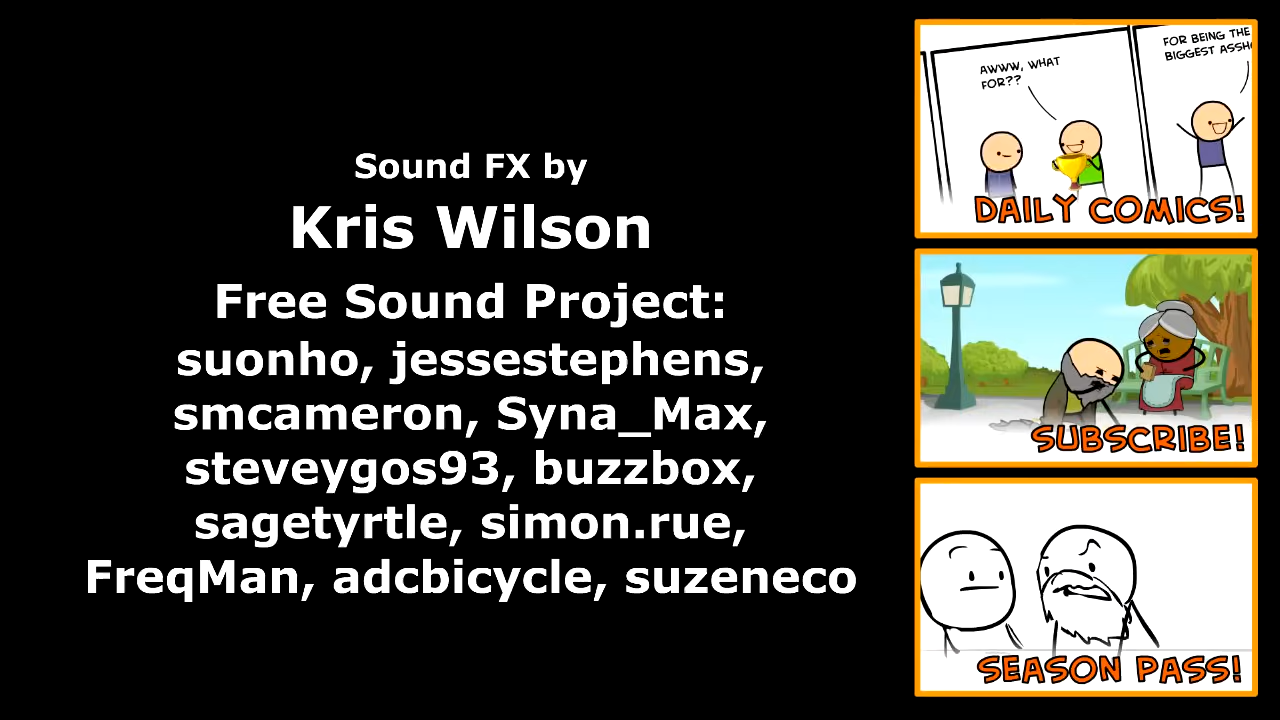 Sound FX by
Kris Wilson
Free Sound Project:
suonho, jessestephens,
smcameron, Syna_Max,
steveygos93, buzzbox,
sagetyrtle, simon.rue,
FreqMan, adcbicycle, suzeneco
AWWW, WHAT
FOR??
FOR BEING THE
BIGGEST
DAILY COMICS!
SUBSCRIBE!
SEASON PASS!